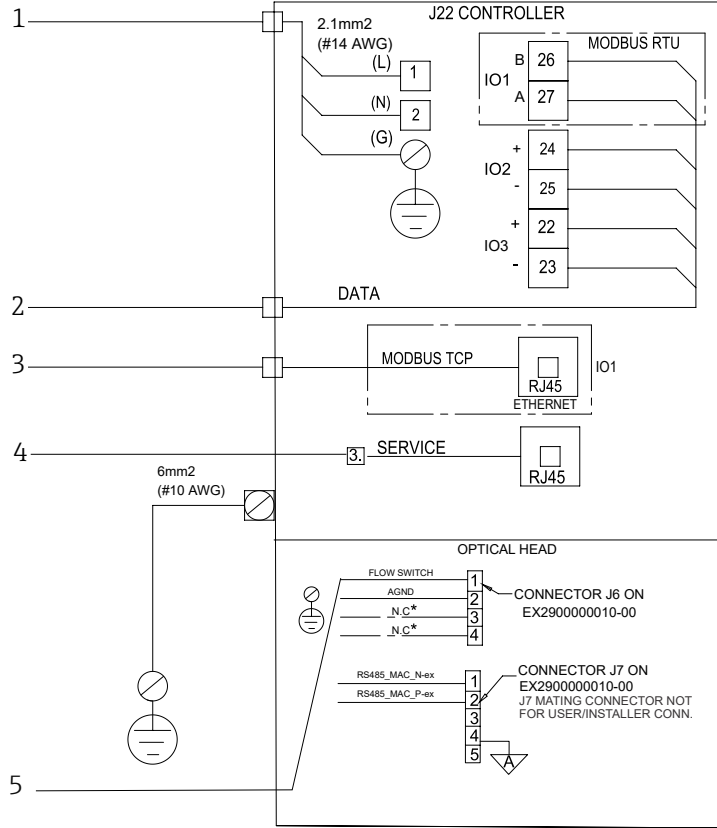 1
2.1mm2
(#14 AWG)
J22 CONTROLLER
(L)
1
(N)
2
(G)
MODBUS RTU
B
26
IO1
A
27
+
24
IO2
-
25
+
22
IO3
-
23
2
DATA
3
MODBUS TCP
RJ45
ETHERNET
IO1
4
3.
SERVICE
RJ45
6mm2
(#10 AWG)
OPTICAL HEAD
FLOW SWITCH
1
AGND
2
N.C*
3
N.C*
4
CONNECTOR J6 ON
EX2900000010-00
RS485_MAC_N-ex
1
RS485_MAC_P-ex
2
3
4
5
CONNECTOR J7 ON
EX2900000010-00
J7 MATING CONNECTOR NOT
FOR USER/INSTALLER CONN.
A
5